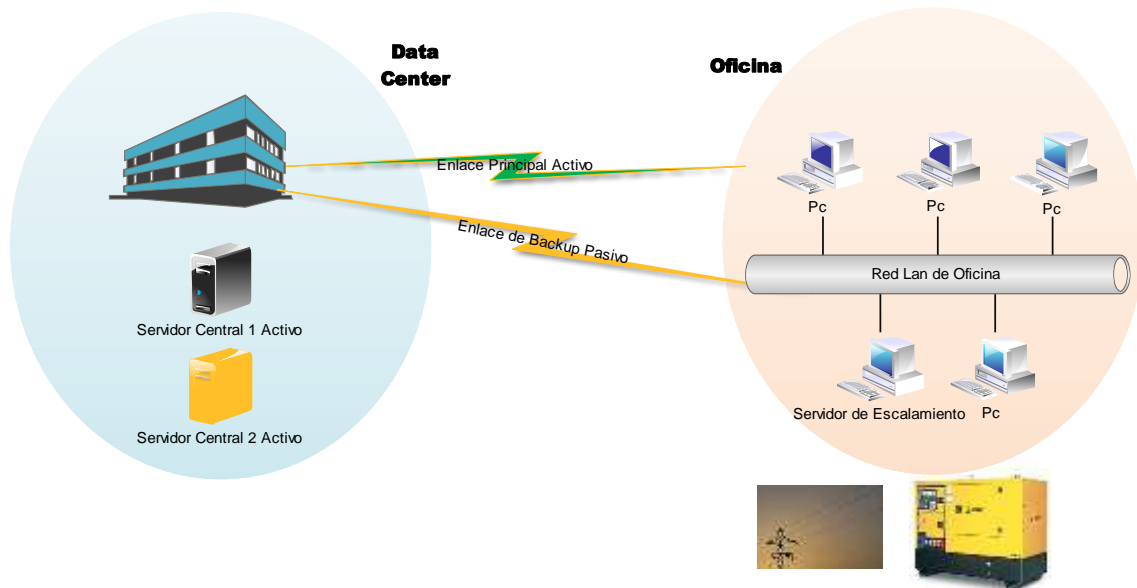 Data
Center
Oficina
Enlace Principal Activo
Enlace de Backup Pasivo
Pc
Pc
Pc
Red Lan de Oficina
Servidor Central 1 Activo
Servidor Central 2 Activo
Servidor de Escalamiento
Pc